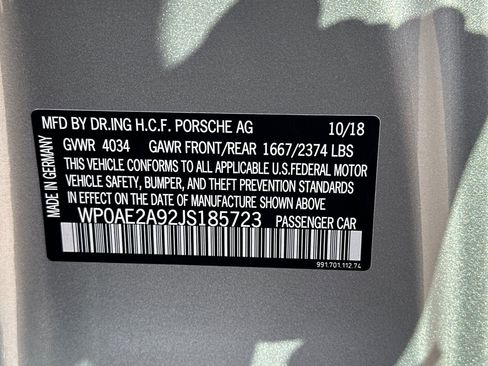 MFD BY DR.ING H.C.F. PORSCHE AG 10/18
GVWR 4034 GAWR FRONT/REAR 1667/2374 LBS
THIS VEHICLE CONFORMS TO ALL APPLICABLE U.S.FEDERAL MOTOR
VEHICLE SAFETY, BUMPER, AND THEFT PREVENTION STANDARDS
IN EFFECT ON THE DATE OF MANUFACTURE SHOWN ABOVE
WP0AE2A92JS185723 PASSENGER CAR
991.701.112.74
MADE IN GERMANY